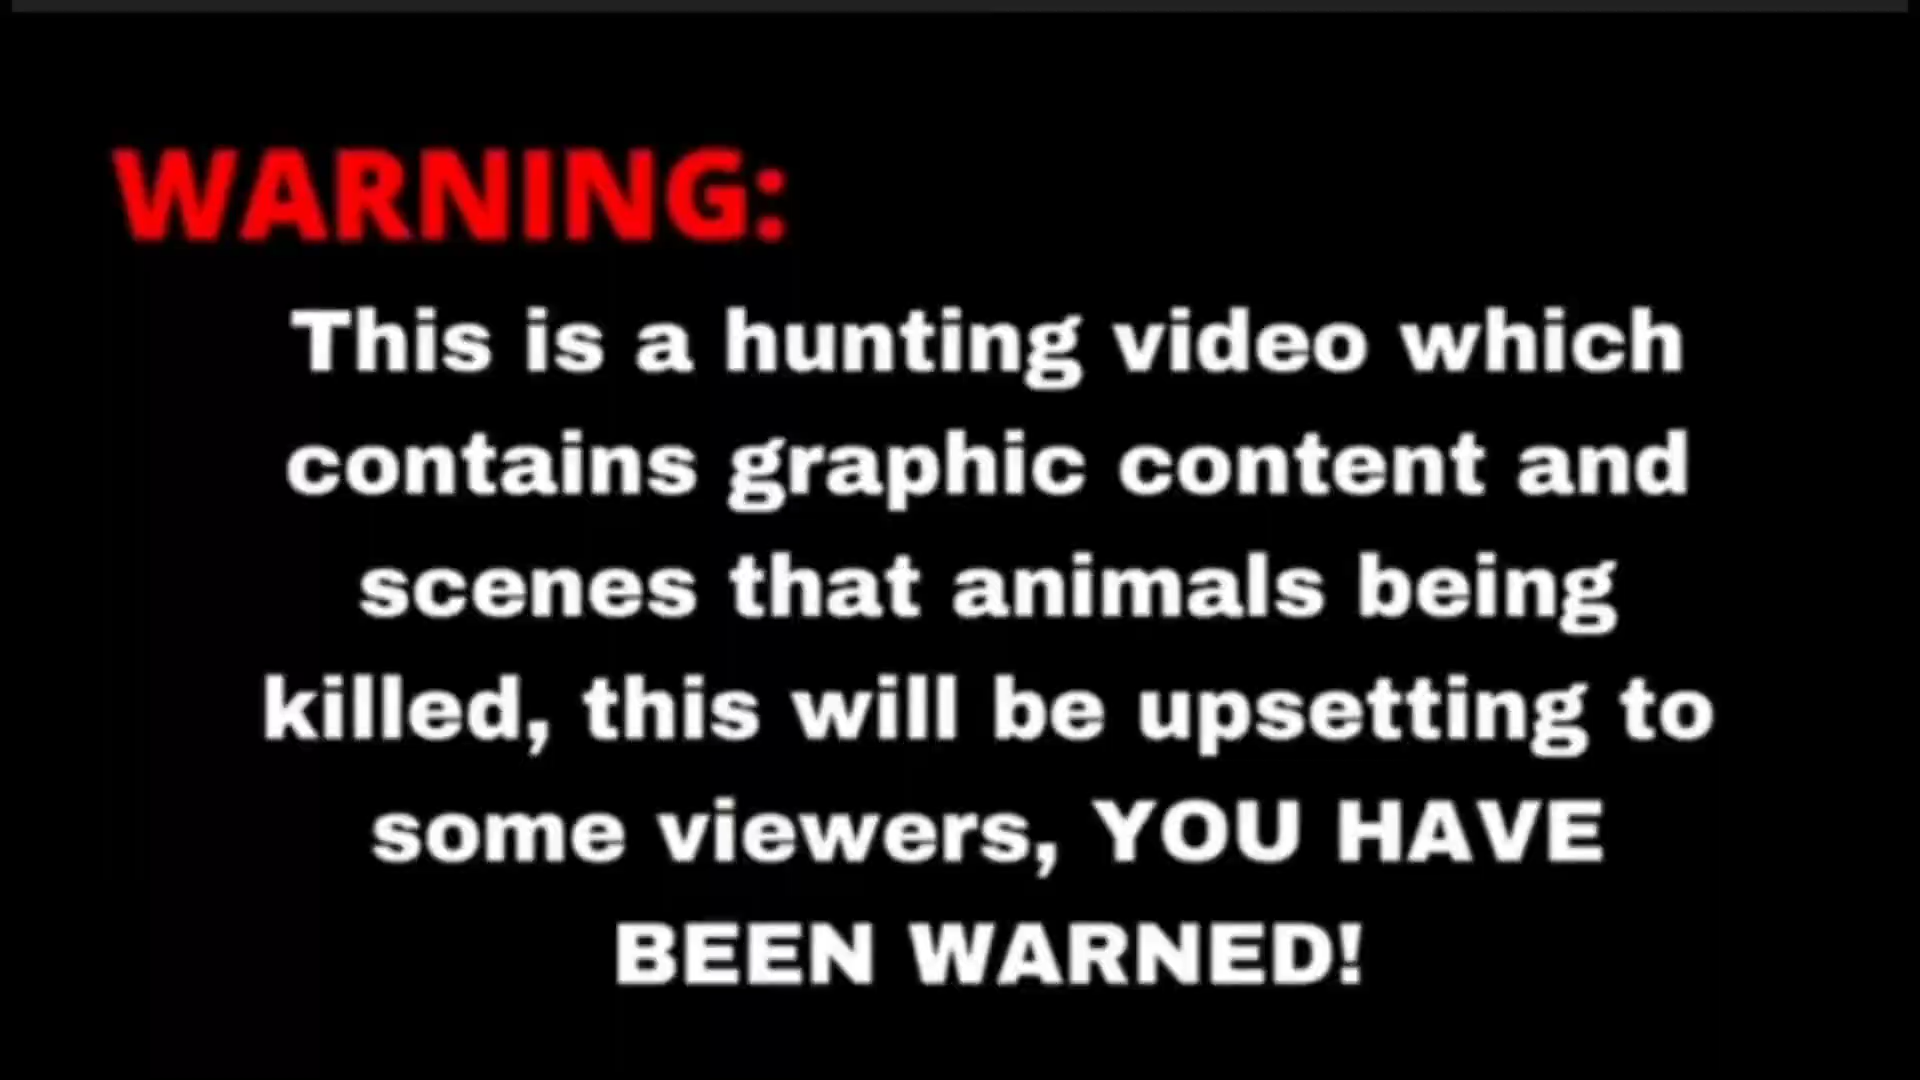 WARNING:
This is a hunting video which
contains graphic content and
scenes that animals being
killed, this will be upsetting to
some viewers, YOU HAVE
BEEN WARNED!